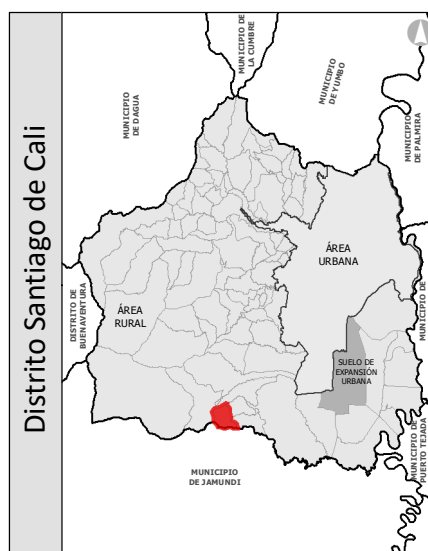 Distrito Santiago de Cali
MUNICIPIO
DE DAGUA
MUNICIPIO DE
LA CUMBRE
MUNICIPIO
DE YUMBO
MUNICIPIO
DE PALMIRA
ÁREA
URBANA
DISTRITO DE
BUENAVENTURA
ÁREA
RURAL
MUNICIPIO DE
SUELO DE
EXPANSIÓN
URBANA
MUNICIPIO DE
PUERTO TEJADA
MUNICIPIO
DE JAMUNDI